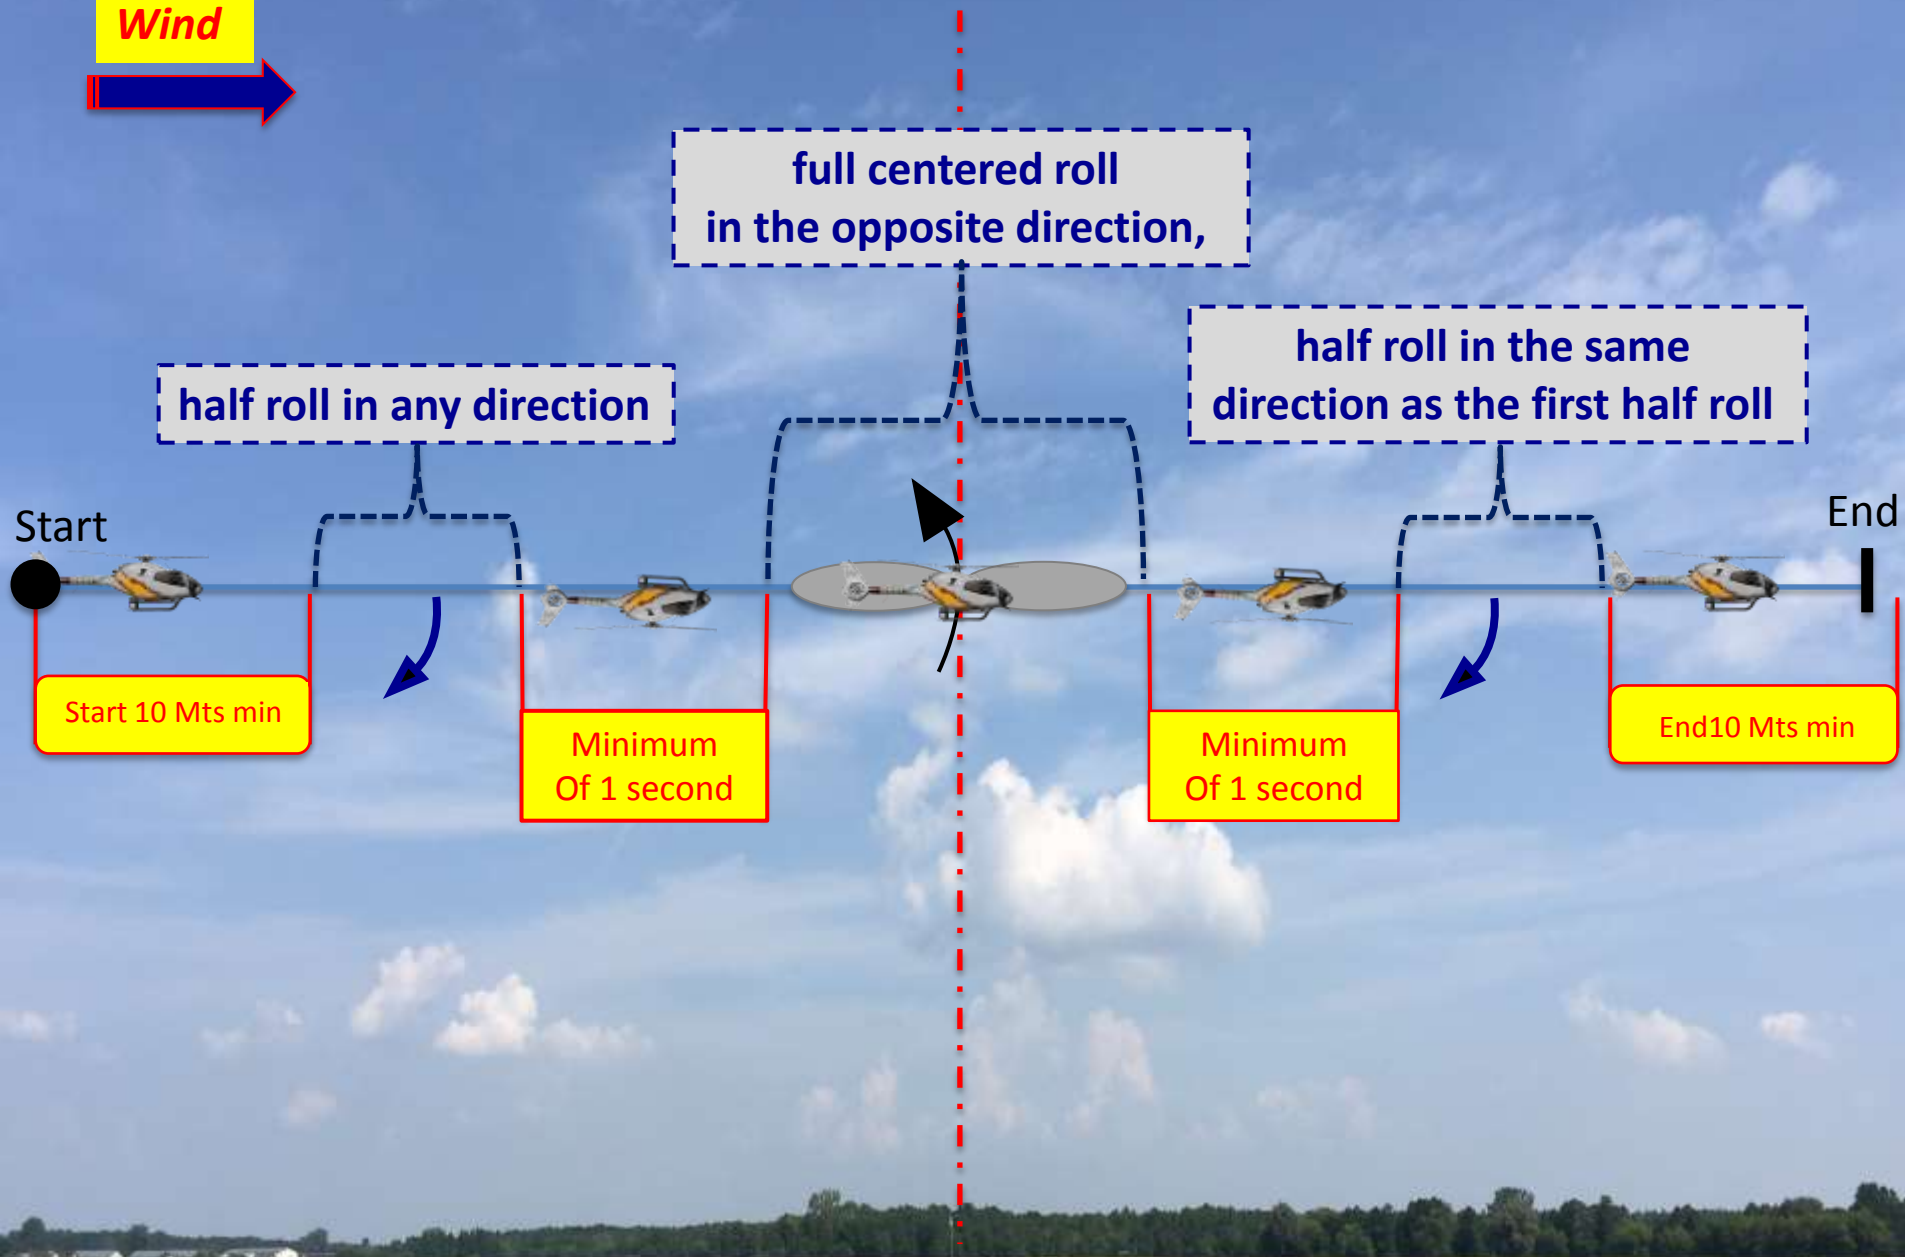 Wind
full centered roll
in the opposite direction,
half roll in the same
direction as the first half roll
half roll in any direction
Start
End
Start 10 Mts min
Minimum
Of 1 second
Minimum
Of 1 second
End10 Mts min